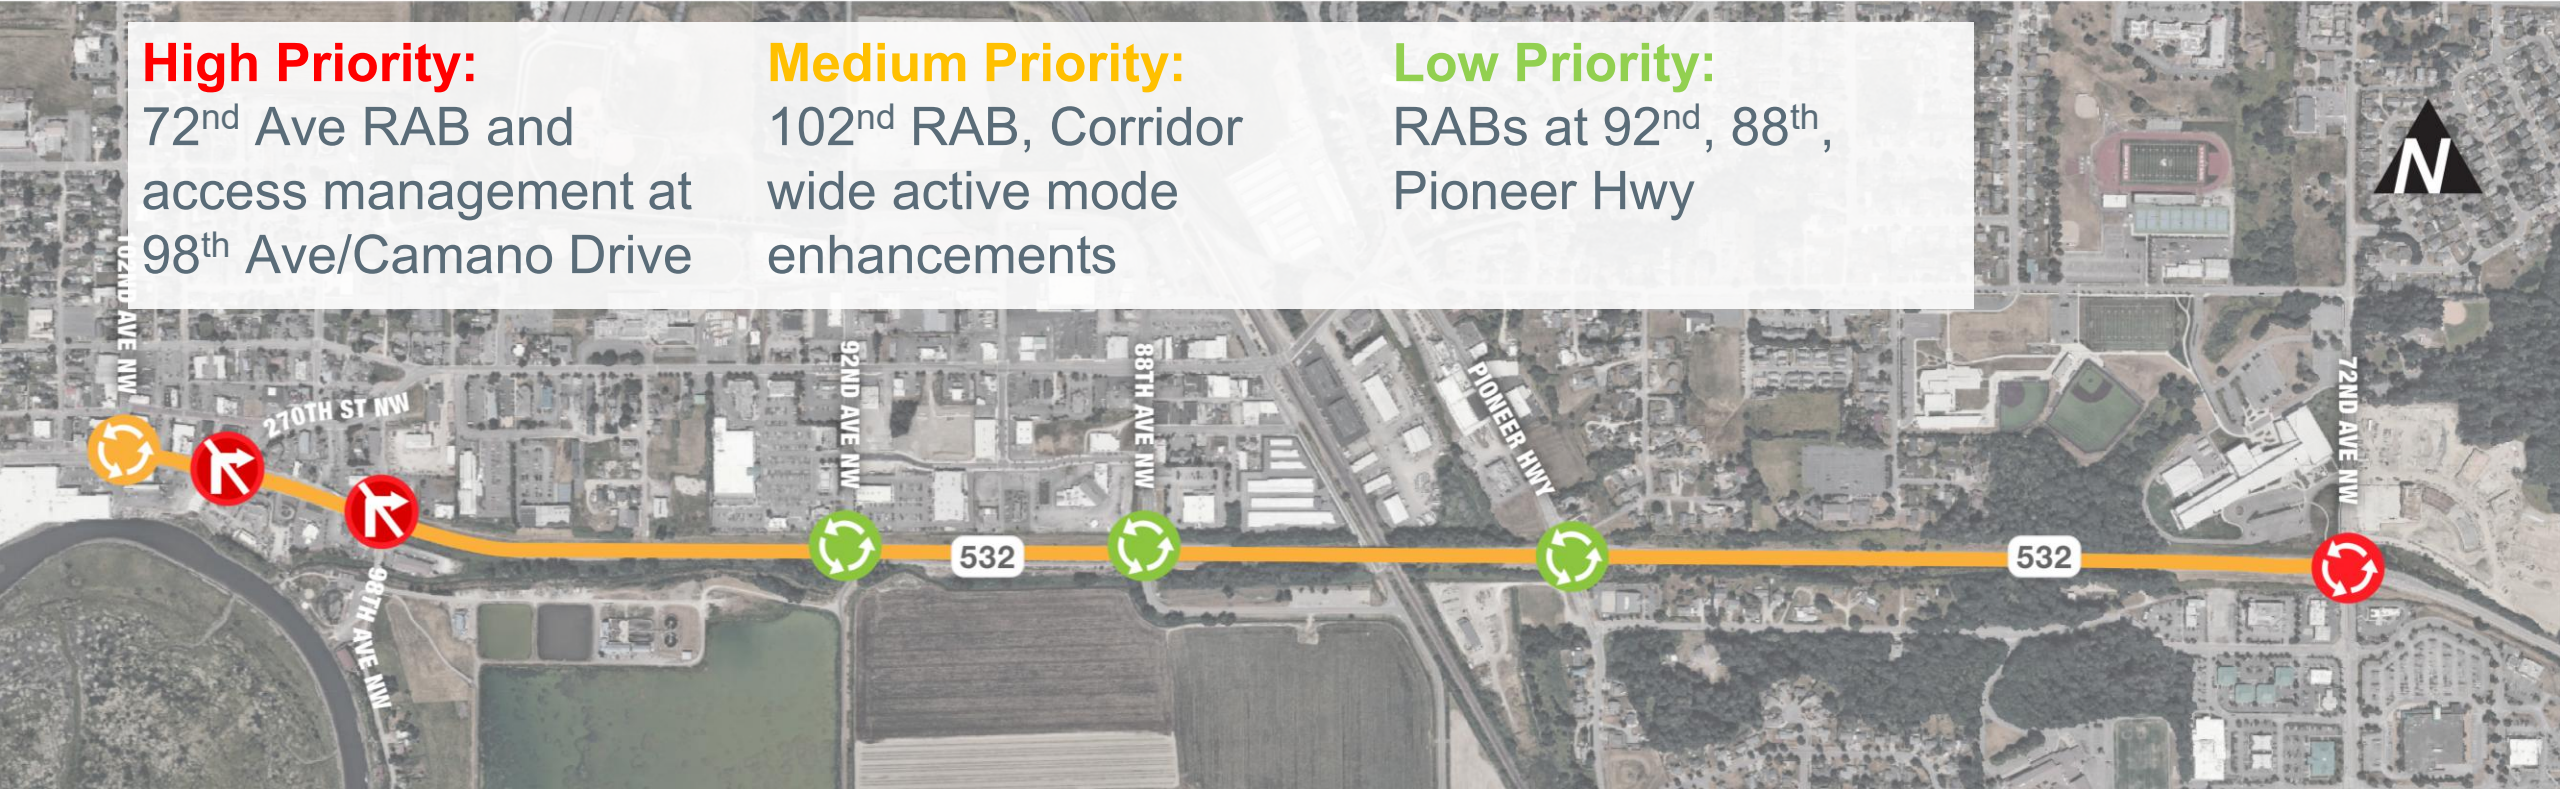 High Priority:
72nd Ave RAB and
access management at
98th Ave/Camano Drive
Medium Priority:
102nd RAB, Corridor
wide active mode
enhancements
Low Priority:
RABs at 92nd, 88th,
Pioneer Hwy
N
102ND AVE NW
270TH ST NW
98TH AVE NW
92ND AVE NW
88TH AVE NW
PIONEER HWY
72ND AVE NW
532
532